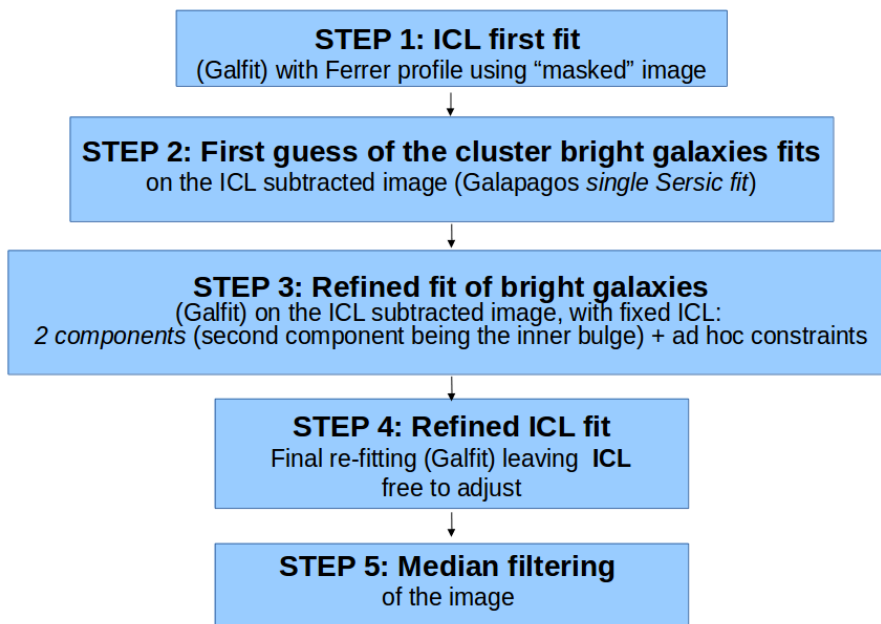 STEP 1: ICL first fit
(Galfit) with Ferrer profile using “masked” image
STEP 2: First guess of the cluster bright galaxies fits
on the ICL subtracted image (Galapagos single Sersic fit)
STEP 3: Refined fit of bright galaxies
(Galfit) on the ICL subtracted image, with fixed ICL:
2 components (second component being the inner bulge) + ad hoc constraints
STEP 4: Refined ICL fit
Final re-fitting (Galfit) leaving ICL
free to adjust
STEP 5: Median filtering
of the image